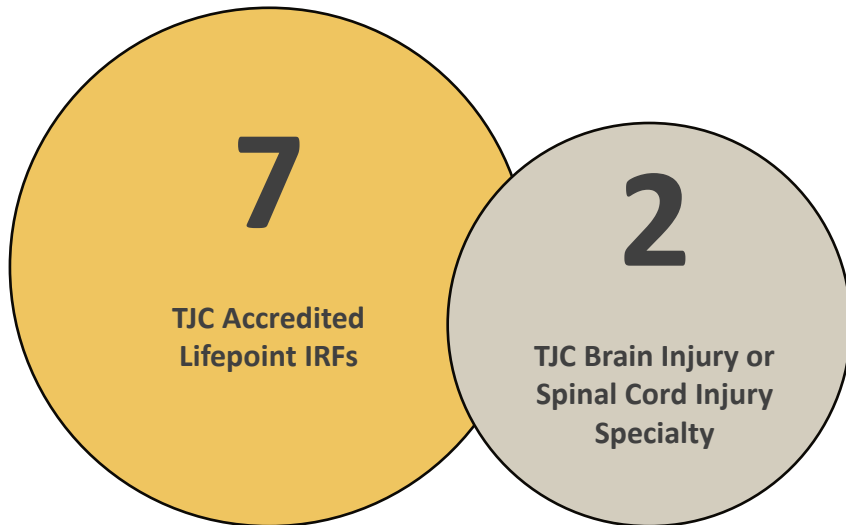 7
TJC Accredited
Lifepoint IRFs
2
TJC Brain Injury or
Spinal Cord Injury
Specialty